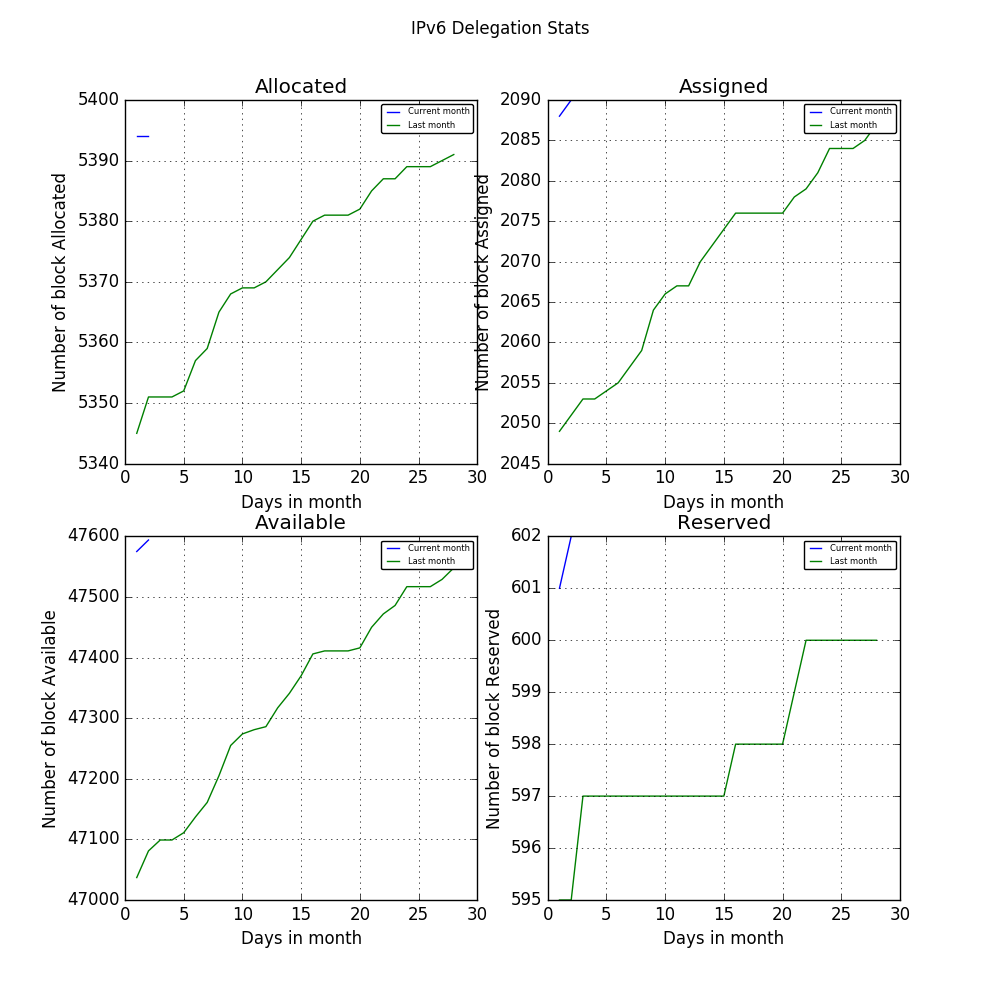 IPv6 Delegation Stats
Allocated
Number of block Allocated
5400
5390
5380
5370
5360
5350
5340
Current month
Last month
0 5 10 15 20 25 30
Days in month
Assigned
Number of block Assigned
2090
2085
2080
2075
2070
2065
2060
2055
2050
2045
Current month
Last month
0 5 10 15 20 25 30
Days in month
Available
Number of block Available
47600
47500
47400
47300
47200
47100
47000
Current month
Last month
0 5 10 15 20 25 30
Days in month
Reserved
Number of block Reserved
602
601
600
599
598
597
596
595
Current month
Last month
0 5 10 15 20 25 30
Days in month